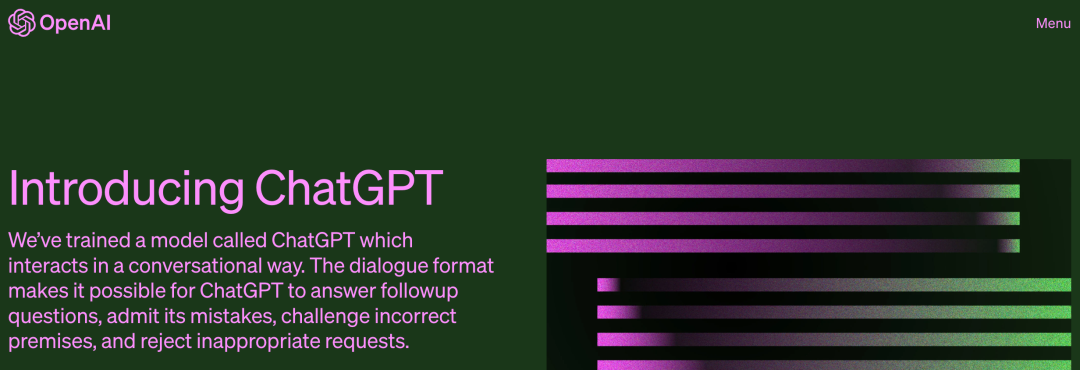 OpenAI
Menu
Introducing ChatGPT
We’ve trained a model called ChatGPT which
interacts in a conversational way. The dialogue format
makes it possible for ChatGPT to answer followup
questions, admit its mistakes, challenge incorrect
premises, and reject inappropriate requests.